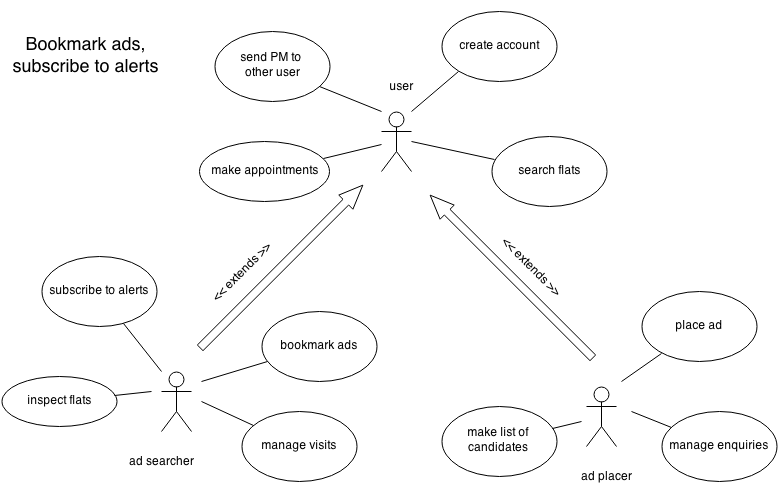 Bookmark ads,
subscribe to alerts
send PM to
other user
create account
user
make appointments
search flats
<< extends >>
<< extends >>
subscribe to alerts
bookmark ads
place ad
inspect flats
manage visits
make list of
candidates
manage enquiries
ad searcher
ad placer